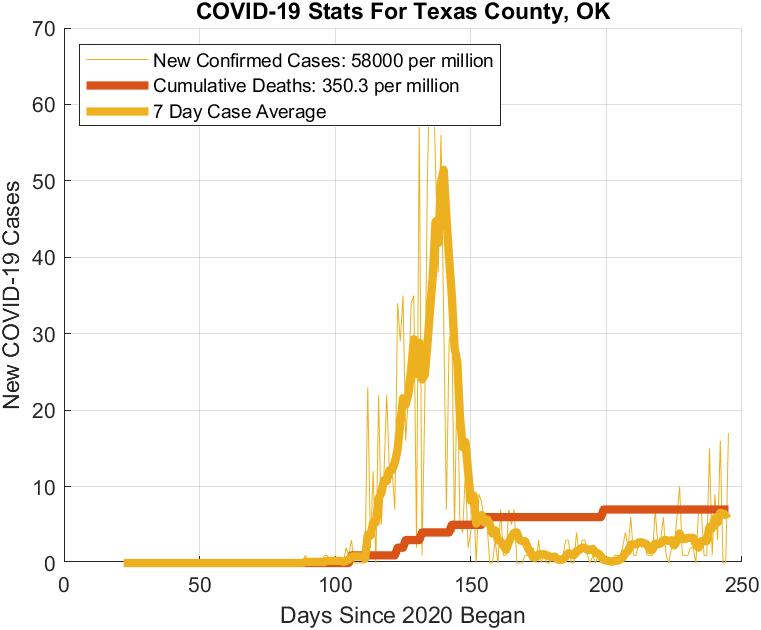 COVID-19 Stats For Texas County, OK
70
60
50
40
30
20
10
0
New Confirmed Cases: 58000 per million
Cumulative Deaths: 350.3 per million
7 Day Case Average
New COVID-19 Cases
0 50 100 150 200 250
Days Since 2020 Began